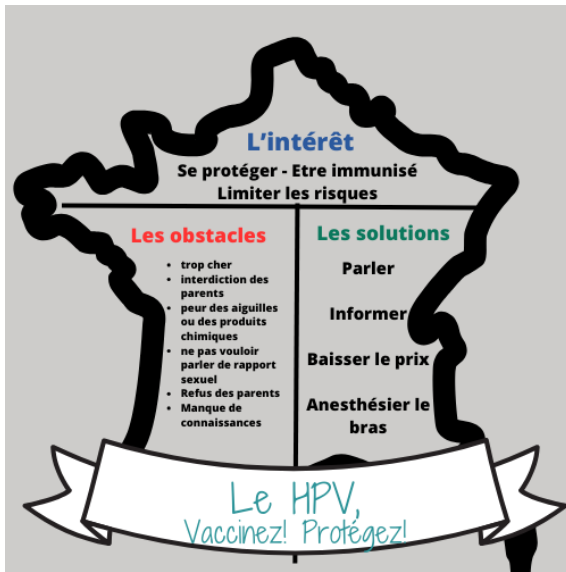 L'intérêt
Se protéger - Etre immunisé
Limiter les risques
Les obstacles
• trop cher
• interdiction des
parents
• peur des aiguilles
ou des produits
chimiques
• ne pas vouloir
parler de rapport
sexuel
• Refus des parents
• Manque de
connaissances
Les solutions
Parler
Informer
Baisser le prix
Anesthésier le
bras
Le HPV,
Vaccinez! Protégez!